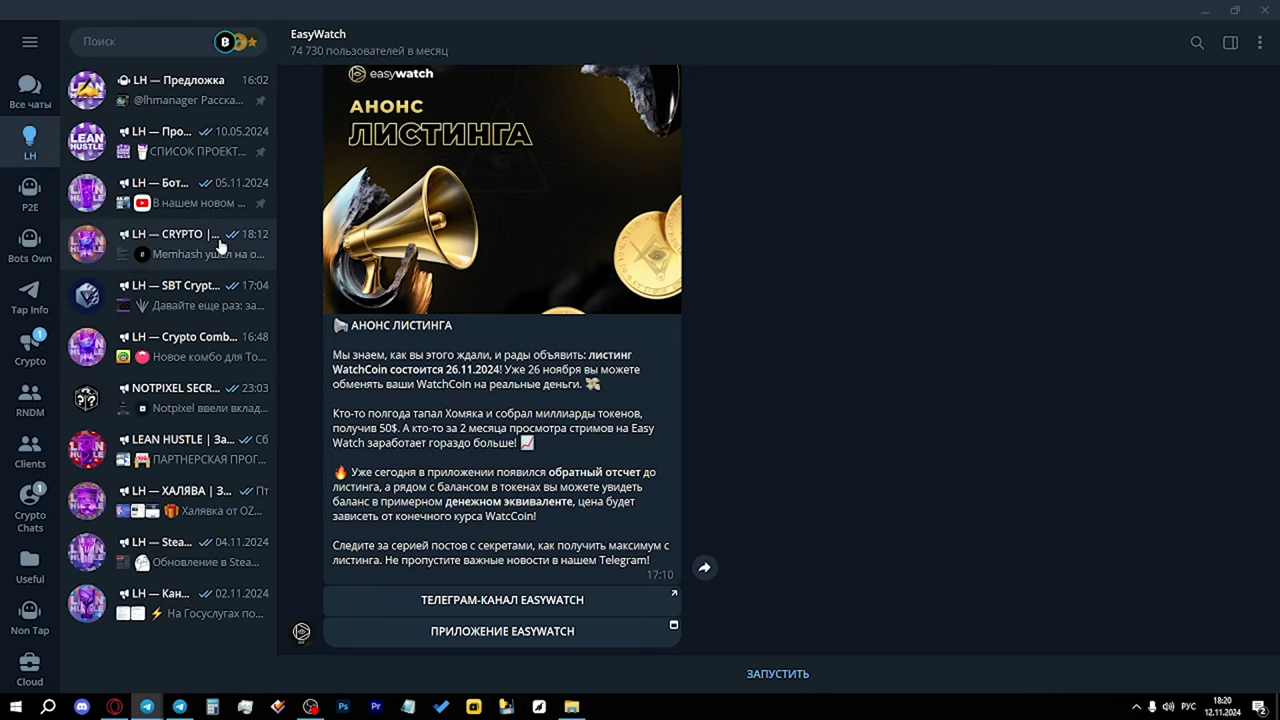 Поиск
Все чаты
LH
P2E
Bots Own
Tap Info
1
Crypto
RNDM
Clients
1
Crypto
Chats
Useful
Non Tap
Cloud
LH — Предложка 16:02
@lhmanager Расска...
LH — Про... 10.05.2024
СПИСОК ПРОЕКТ...
LH — Бот... 05.11.2024
В нашем новом ...
LH — CRYPTO |... 18:12
Memhash ушел на о...
LH — SBT Crypt... 17:04
Давайте еще раз: за...
LH — Crypto Comb... 16:48
Новое комбо для To...
NOTPIXEL SECR... 23:03
Notpixel ввели вклад...
LEAN HUSTLE | За... Сб
ПАРТНЕРСКАЯ ПРОГ...
LH — ХАЛЯВА | З... Пт
Халявка от OZ...
LH — Stea... 04.11.2024
Обновление в Stea...
LH — Кан... 02.11.2024
На Госуслугах по...
EasyWatch
74 730 пользователей в месяц
easywatch
АНОНС
ЛИСТИНГА
АНОНС ЛИСТИНГА
Мы знаем, как вы этого ждали, и рады объявить: листинг
WatchCoin состоится 26.11.2024! Уже 26 ноября вы можете
обменять ваши WatchCoin на реальные деньги.
Кто-то полгода тапал Хомяка и собрал миллиарды токенов,
получив 50$. А кто-то за 2 месяца просмотра стримов на Easy
Watch заработает гораздо больше!
Уже сегодня в приложении появился обратный отсчет до
листинга, а рядом с балансом в токенах вы можете увидеть
баланс в примерном денежном эквиваленте, цена будет
зависеть от конечного курса WatcCoin!
Следите за серией постов с секретами, как получить максимум с
листинга. Не пропустите важные новости в нашем Telegram!
17:10
ТЕЛЕГРАМ-КАНАЛ EASYWATCH
ПРИЛОЖЕНИЕ EASYWATCH
ЗАПУСТИТЬ
Ps
Pr
РУС
18:20
12.11.2024
2